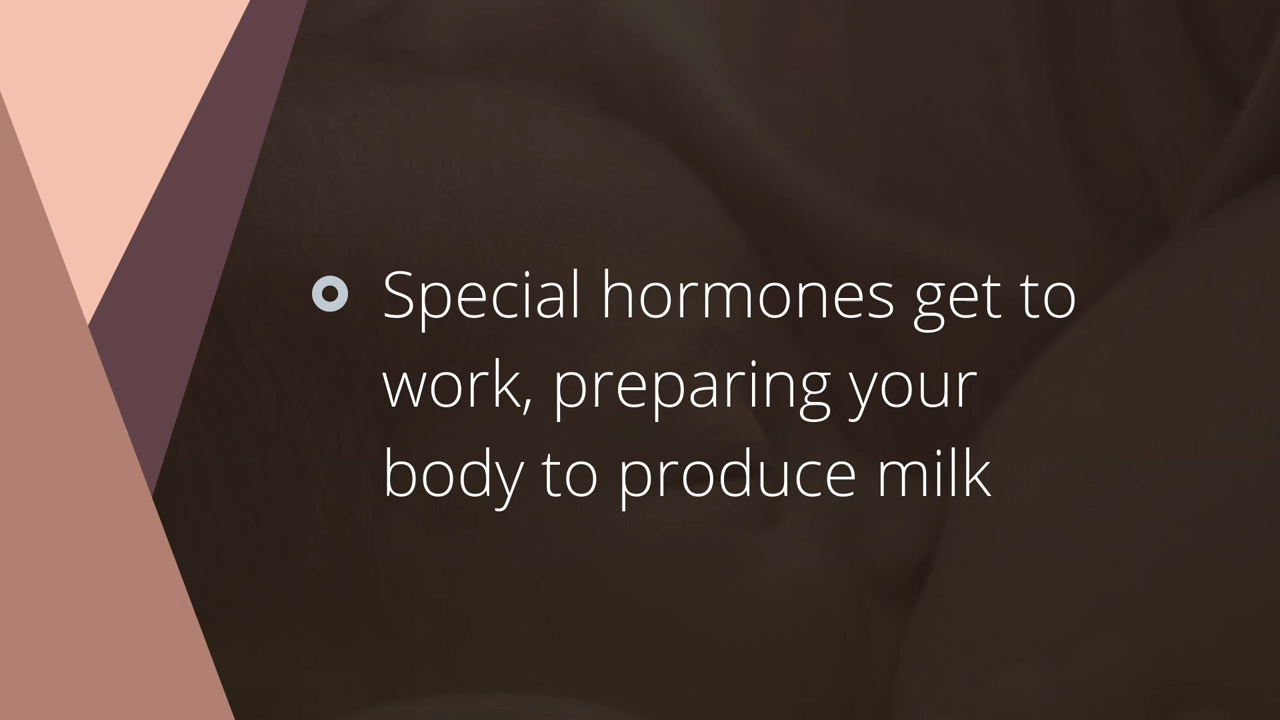 Special hormones get to
work, preparing your
body to produce milk